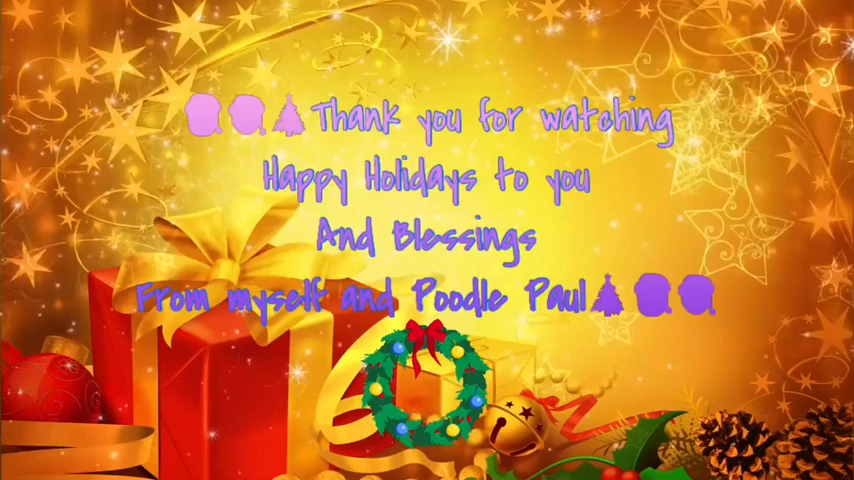 Thank you for watching
Happy Holidays to you
And Blessings
From myself and Poodle Paul